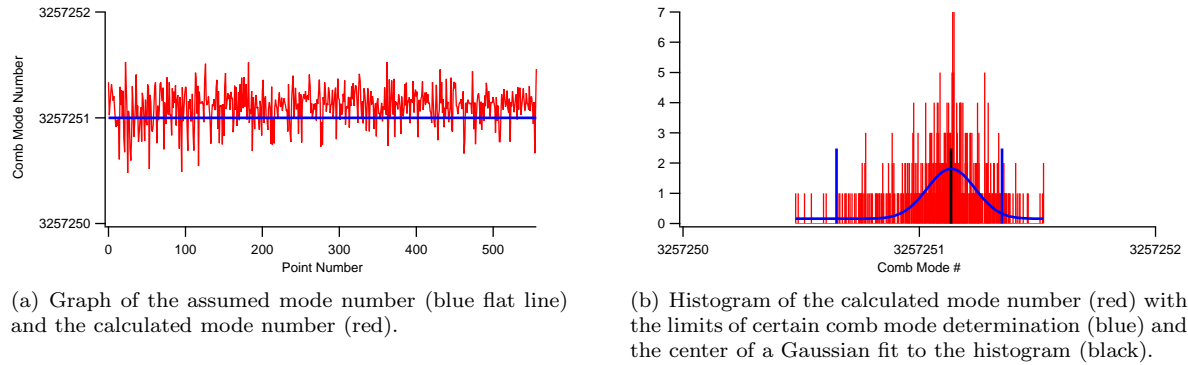 3257252
3257251
3257250
Comb Mode Number
0 100 200 300 400 500
Point Number
7
6
5
4
3
2
1
0
3257250 3257251 3257252
Comb Mode #
(a) Graph of the assumed mode number (blue flat line)
and the calculated mode number (red).
(b) Histogram of the calculated mode number (red) with
the limits of certain comb mode determination (blue) and
the center of a Gaussian fit to the histogram (black).